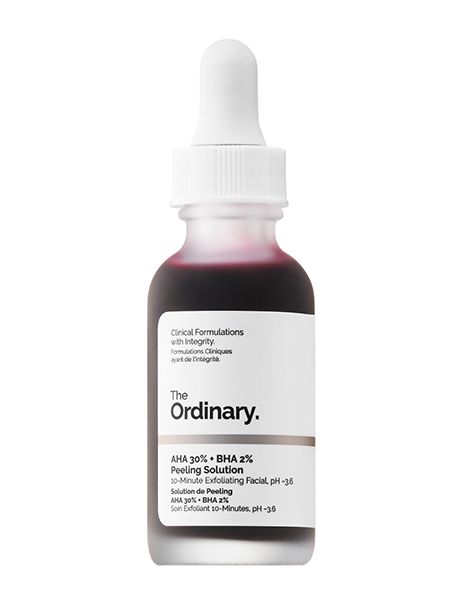 Clinical Formulations
with Integrity.
Formulations Cliniques
ayant de l'intégrité.
The
Ordinary.
AHA 30% + BHA 2%
Peeling Solution
10-Minute Exfoliating Facial, pH ~3.6
Solution de Peeling
AHA 30% + BHA 2%
Soin Exfoliant 10-Minutes, pH ~3.6